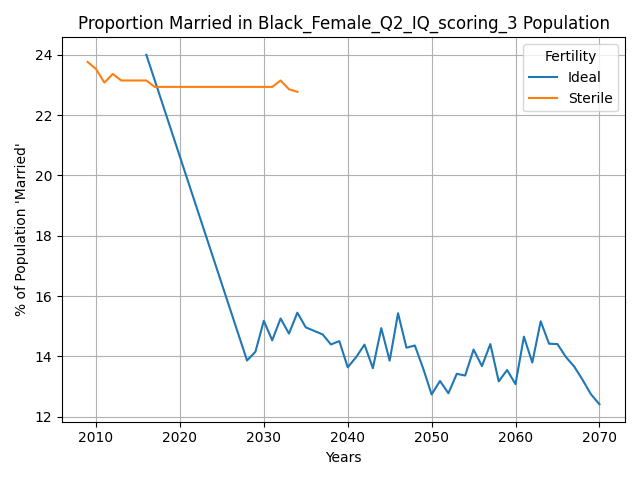 Proportion Married in Black_Female_Q2_IQ_scoring_3 Population
Fertility
Ideal
Sterile
% of Population 'Married'
24
22
20
18
16
14
12
2010 2020 2030 2040 2050 2060 2070
Years